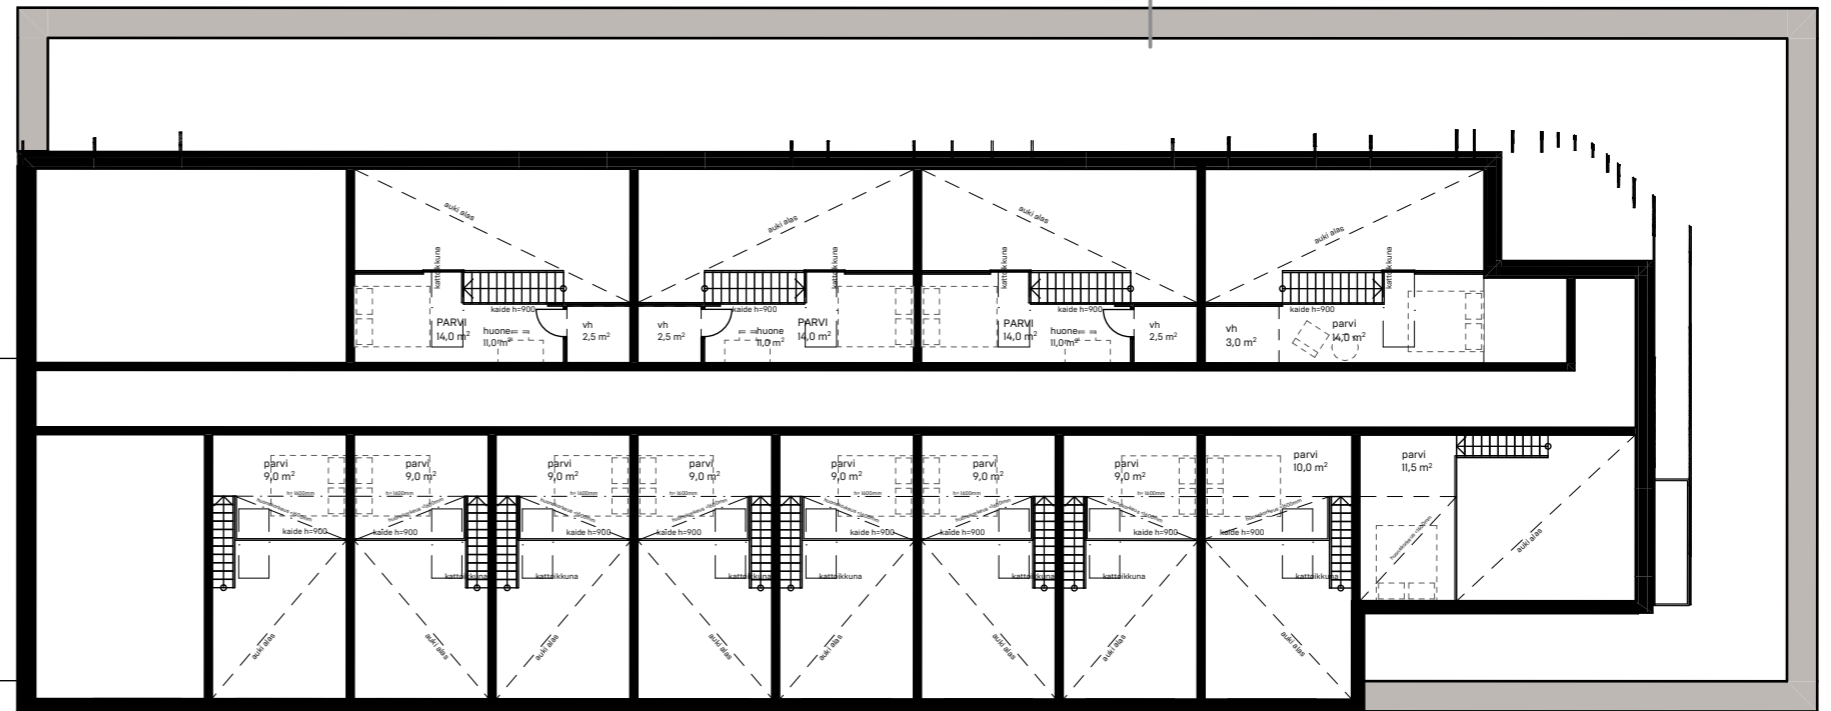 auki alas
auki alas
auki alas
auki alas
kattoikkuna
kattoikkuna
kattoikkuna
kattoikkuna
kaide h=900
kaide h=900
kaide h=900
kaide h=900
PARVI
14,0 m²
huone
11,0 m²
vh
2,5 m²
vh
2,5 m²
huone
11,0 m²
PARVI
14,0 m²
PARVI
14,0 m²
huone
11,0 m²
vh
2,5 m²
vh
3,0 m²
parvi
14,0 m²
parvi
9,0 m²
parvi
9,0 m²
parvi
9,0 m²
parvi
9,0 m²
parvi
9,0 m²
parvi
9,0 m²
parvi
9,0 m²
parvi
10,0 m²
parvi
11,5 m²
h= 1600mm
h= 1600mm
h= 1600mm
h= 1600mm
h= 1600mm
h= 1600mm
h= 1600mm
kaide h=900
kaide h=900
kaide h=900
kaide h=900
kaide h=900
kaide h=900
kaide h=900
kaide h=900
kattoikkuna
kattoikkuna
kattoikkuna
kattoikkuna
kattoikkuna
kattoikkuna
kattoikkuna
auki alas
auki alas
auki alas
auki alas
auki alas
auki alas
auki alas
auki alas
auki alas